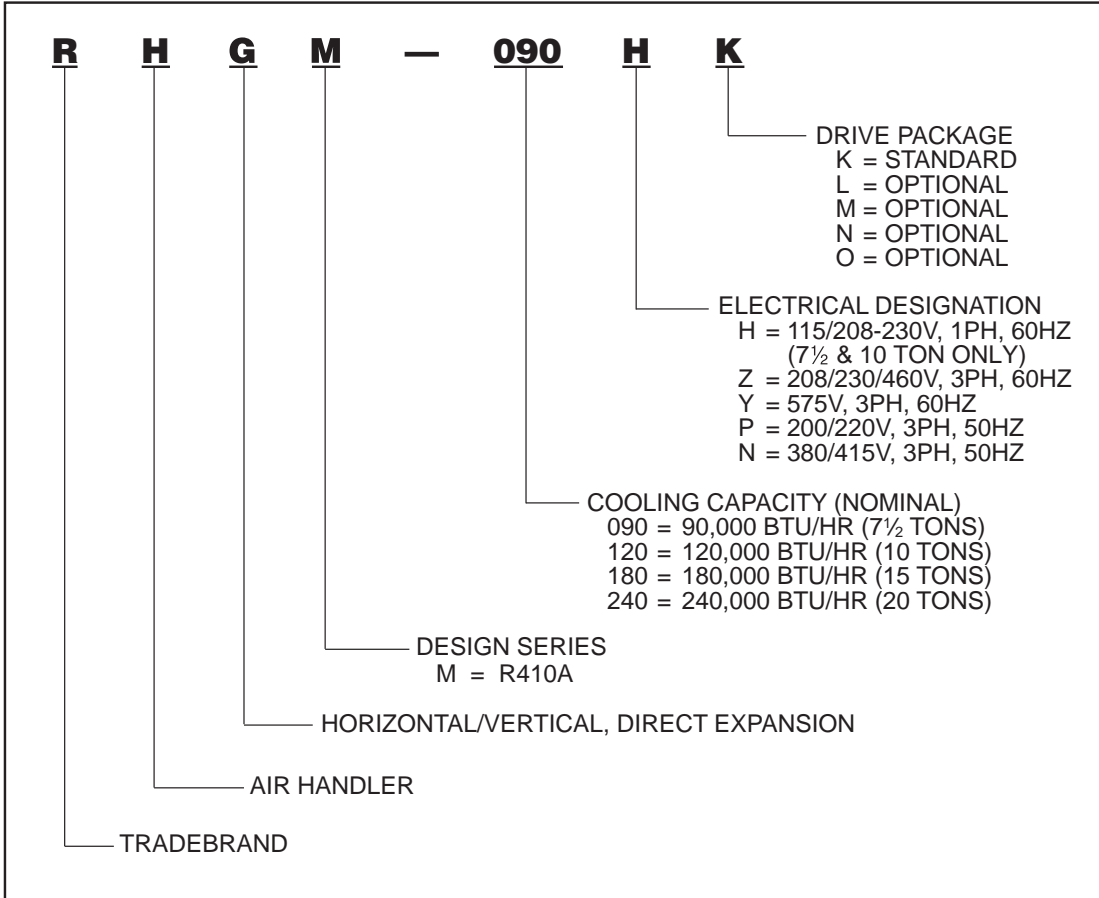 R H G M — 090 H K
DRIVE PACKAGE
K = STANDARD
L = OPTIONAL
M = OPTIONAL
N = OPTIONAL
O = OPTIONAL
ELECTRICAL DESIGNATION
H = 115/208-230V, 1PH, 60HZ
(7½ & 10 TON ONLY)
Z = 208/230/460V, 3PH, 60HZ
Y = 575V, 3PH, 60HZ
P = 200/220V, 3PH, 50HZ
N = 380/415V, 3PH, 50HZ
COOLING CAPACITY (NOMINAL)
090 = 90,000 BTU/HR (7½ TONS)
120 = 120,000 BTU/HR (10 TONS)
180 = 180,000 BTU/HR (15 TONS)
240 = 240,000 BTU/HR (20 TONS)
DESIGN SERIES
M = R410A
HORIZONTAL/VERTICAL, DIRECT EXPANSION
AIR HANDLER
TRADEBRAND